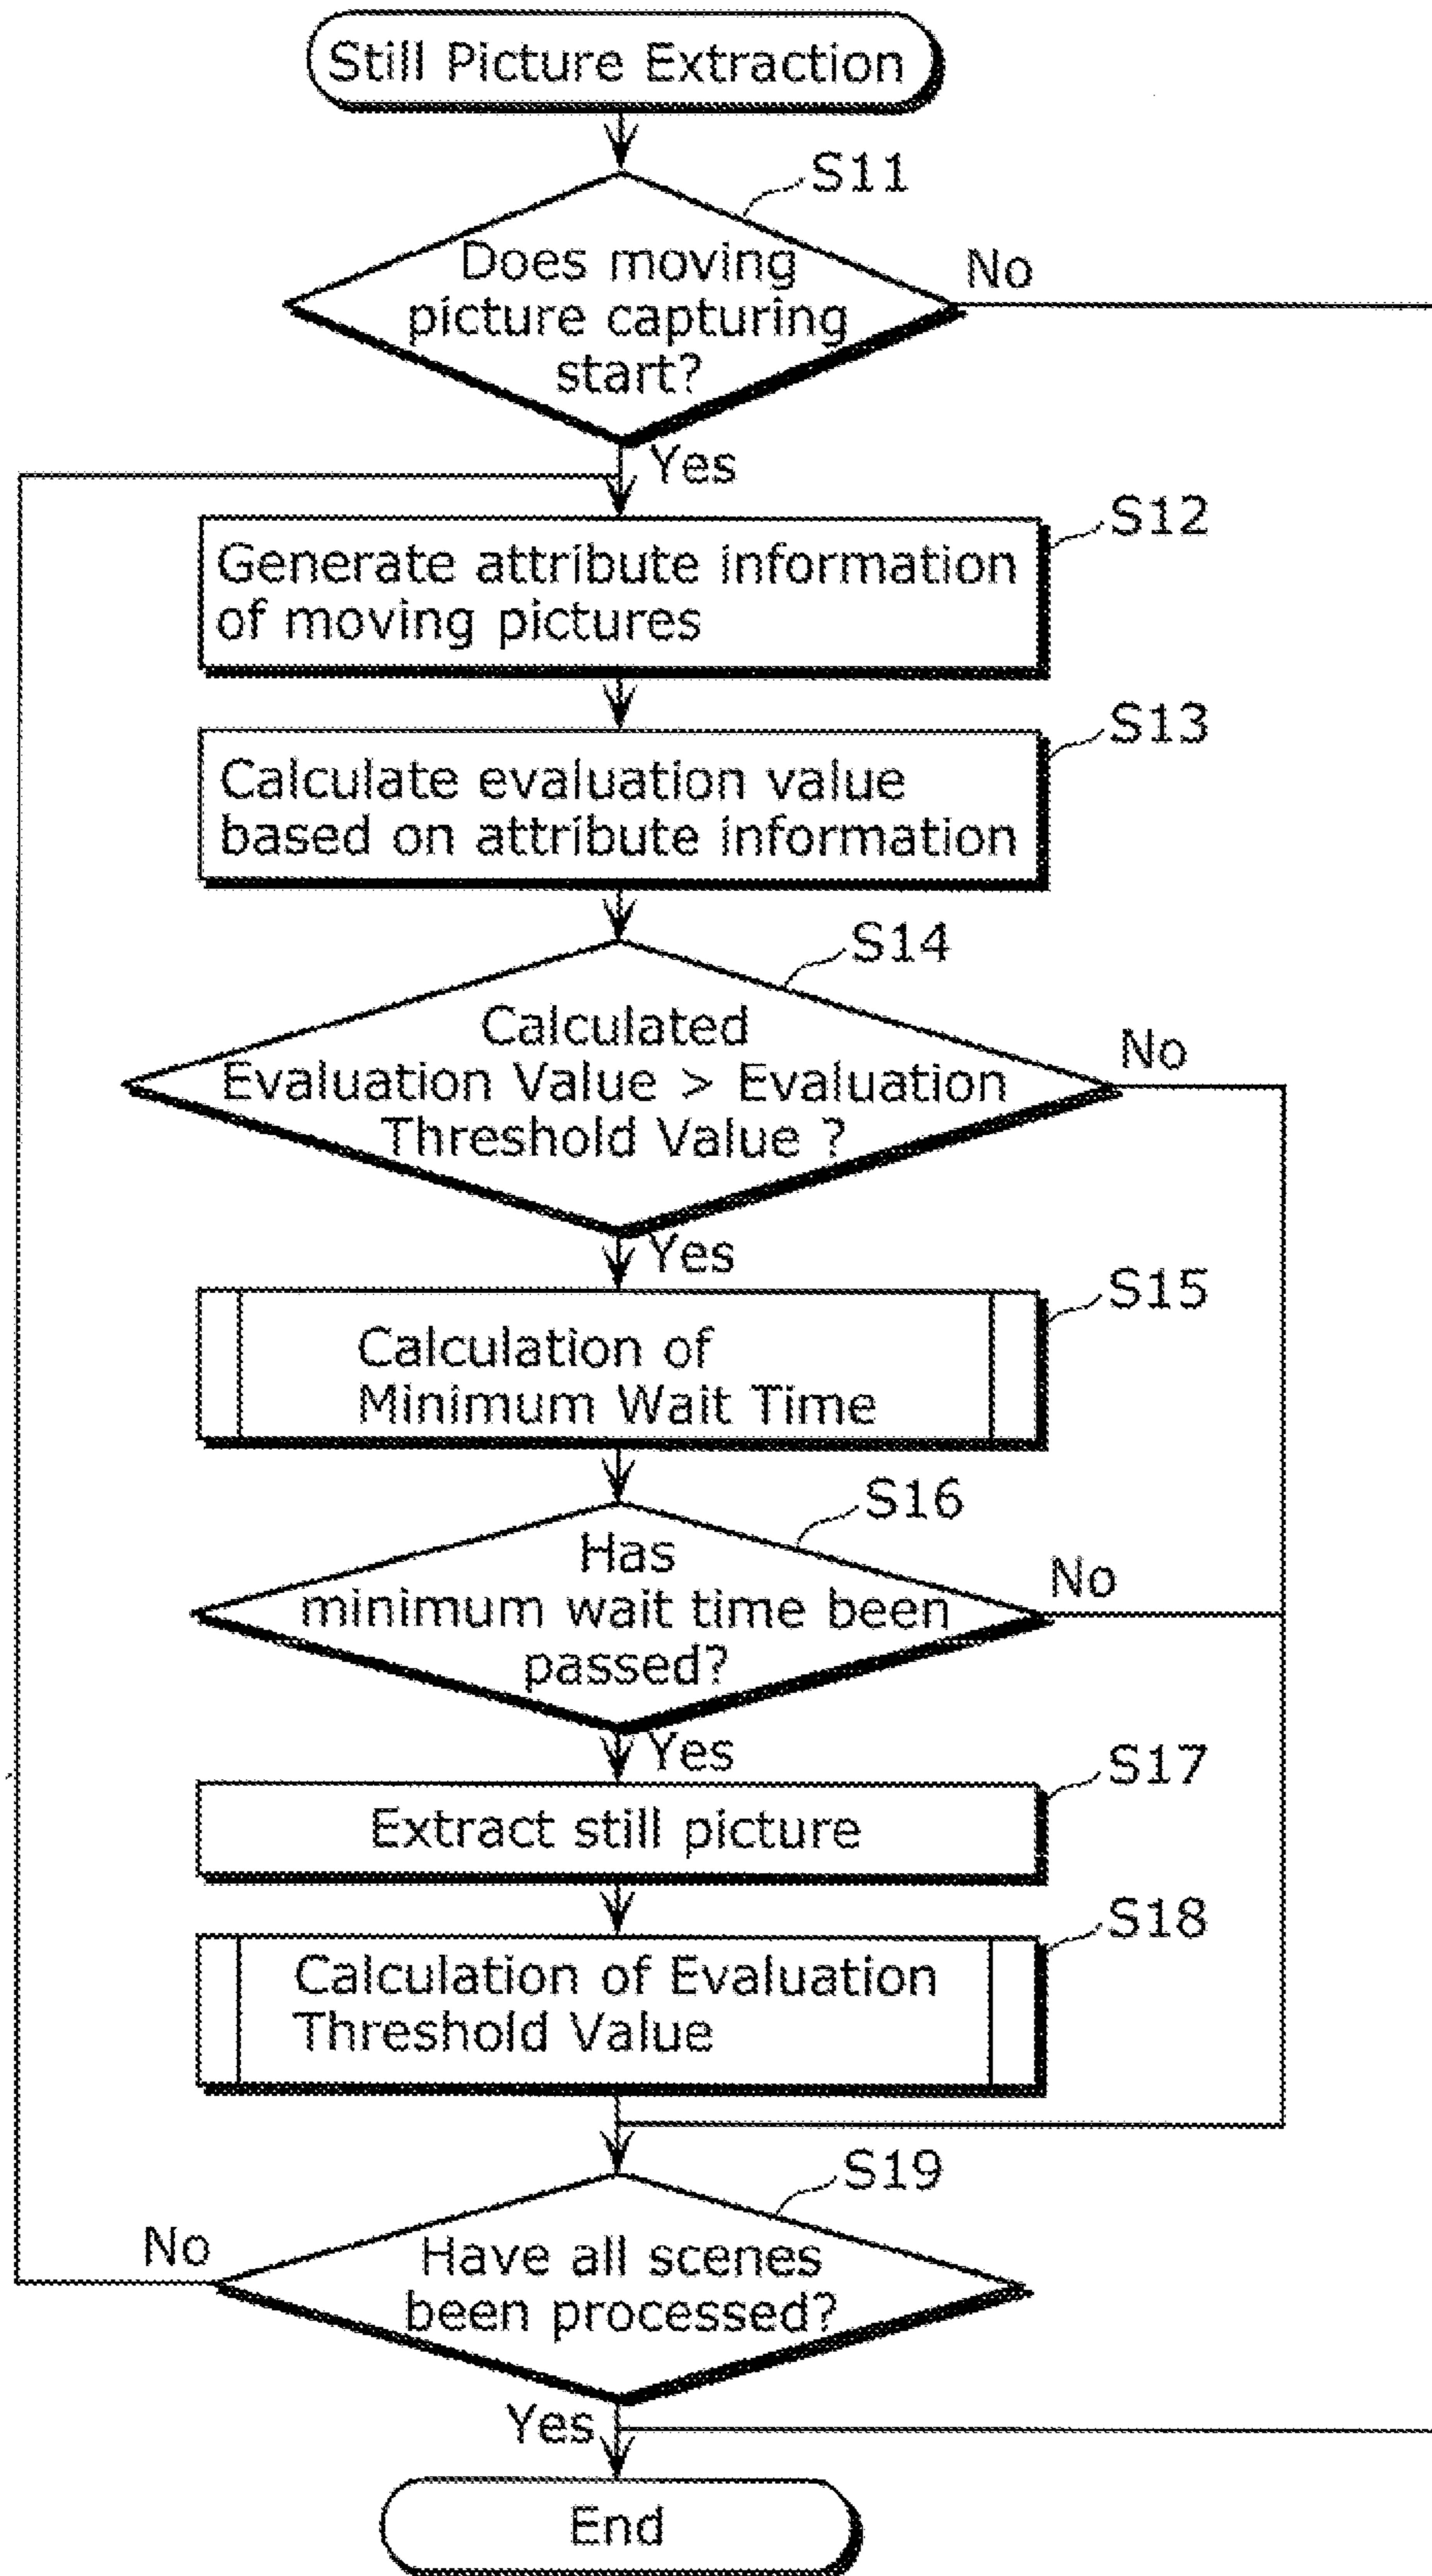 Still Picture Extraction
S11
Does moving
picture capturing
start?
No
Yes
S12
Generate attribute information
of moving pictures
S13
Calculate evaluation value
based on attribute information
S14
Calculated
Evaluation Value > Evaluation
Threshold Value ?
No
Yes
S15
Calculation of
Minimum Wait Time
S16
Has
minimum wait time been
passed?
No
Yes
S17
Extract still picture
S18
Calculation of Evaluation
Threshold Value
S19
Have all scenes
been processed?
No
Yes
End